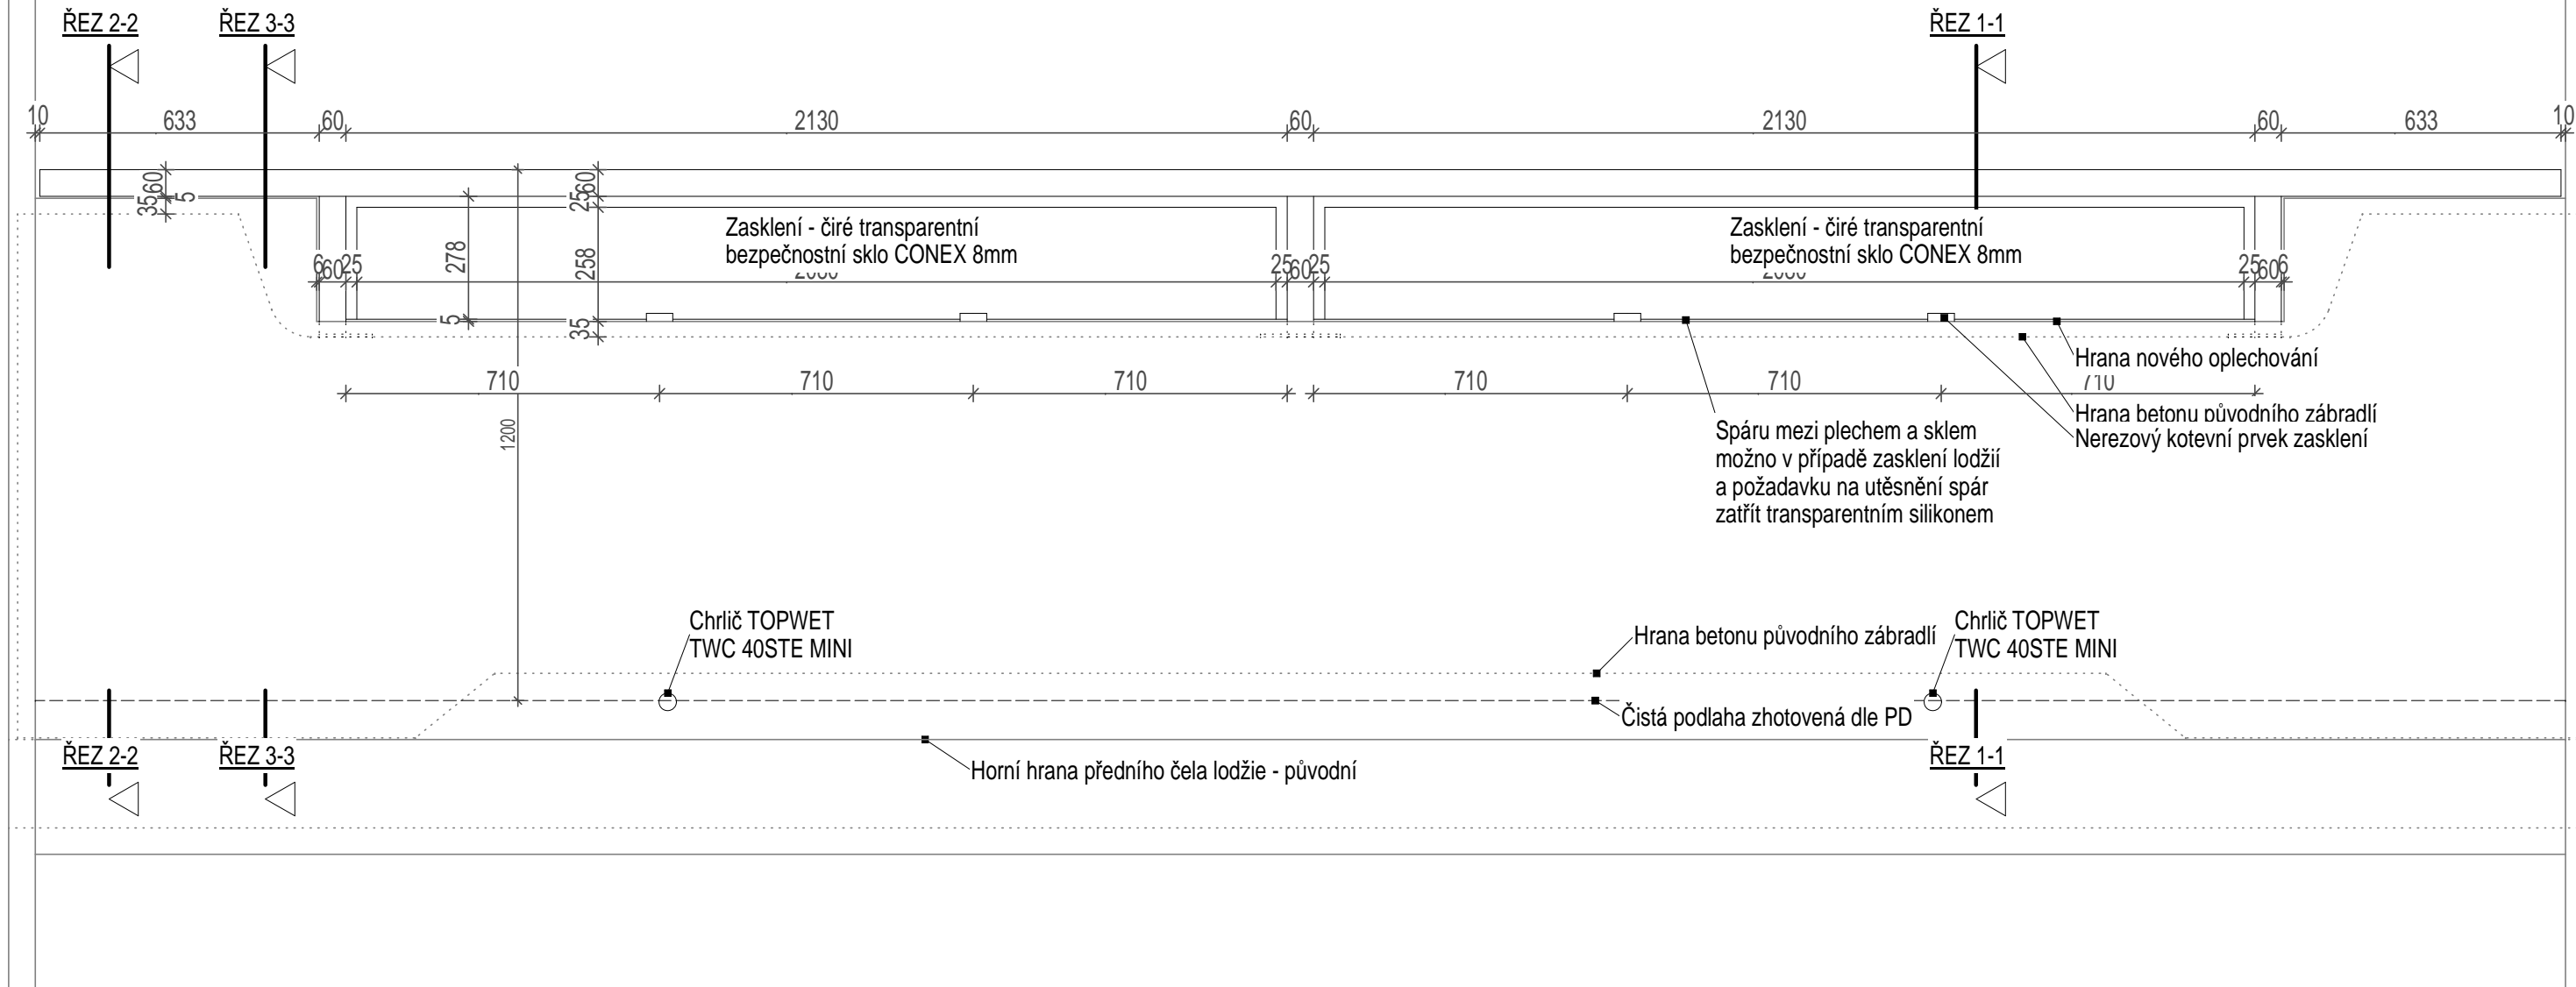 ŘEZ 2-2
ŘEZ 3-3
ŘEZ 1-1
10
633
60
2130
60
2130
60
633
10
60
5
35
60
25
278
258
5
35
Zasklení - čiré transparentní
bezpečnostní sklo CONEX 8mm
Zasklení - čiré transparentní
bezpečnostní sklo CONEX 8mm
6
60
25
25
60
25
25
60
6
Hrana nového oplechování
710
710
710
710
710
710
Hrana betonu původního zábradlí
Nerezový kotevní prvek zasklení
1200
Spáru mezi plechem a sklem
možno v případě zasklení lodžií
a požadavku na utěsnění spár
zatřít transparentním silikonem
Chrlič TOPWET
TWC 40STE MINI
Hrana betonu původního zábradlí
Chrlič TOPWET
TWC 40STE MINI
Čistá podlaha zhotovená dle PD
ŘEZ 2-2
ŘEZ 3-3
ŘEZ 1-1
Horní hrana předního čela lodžie - původní